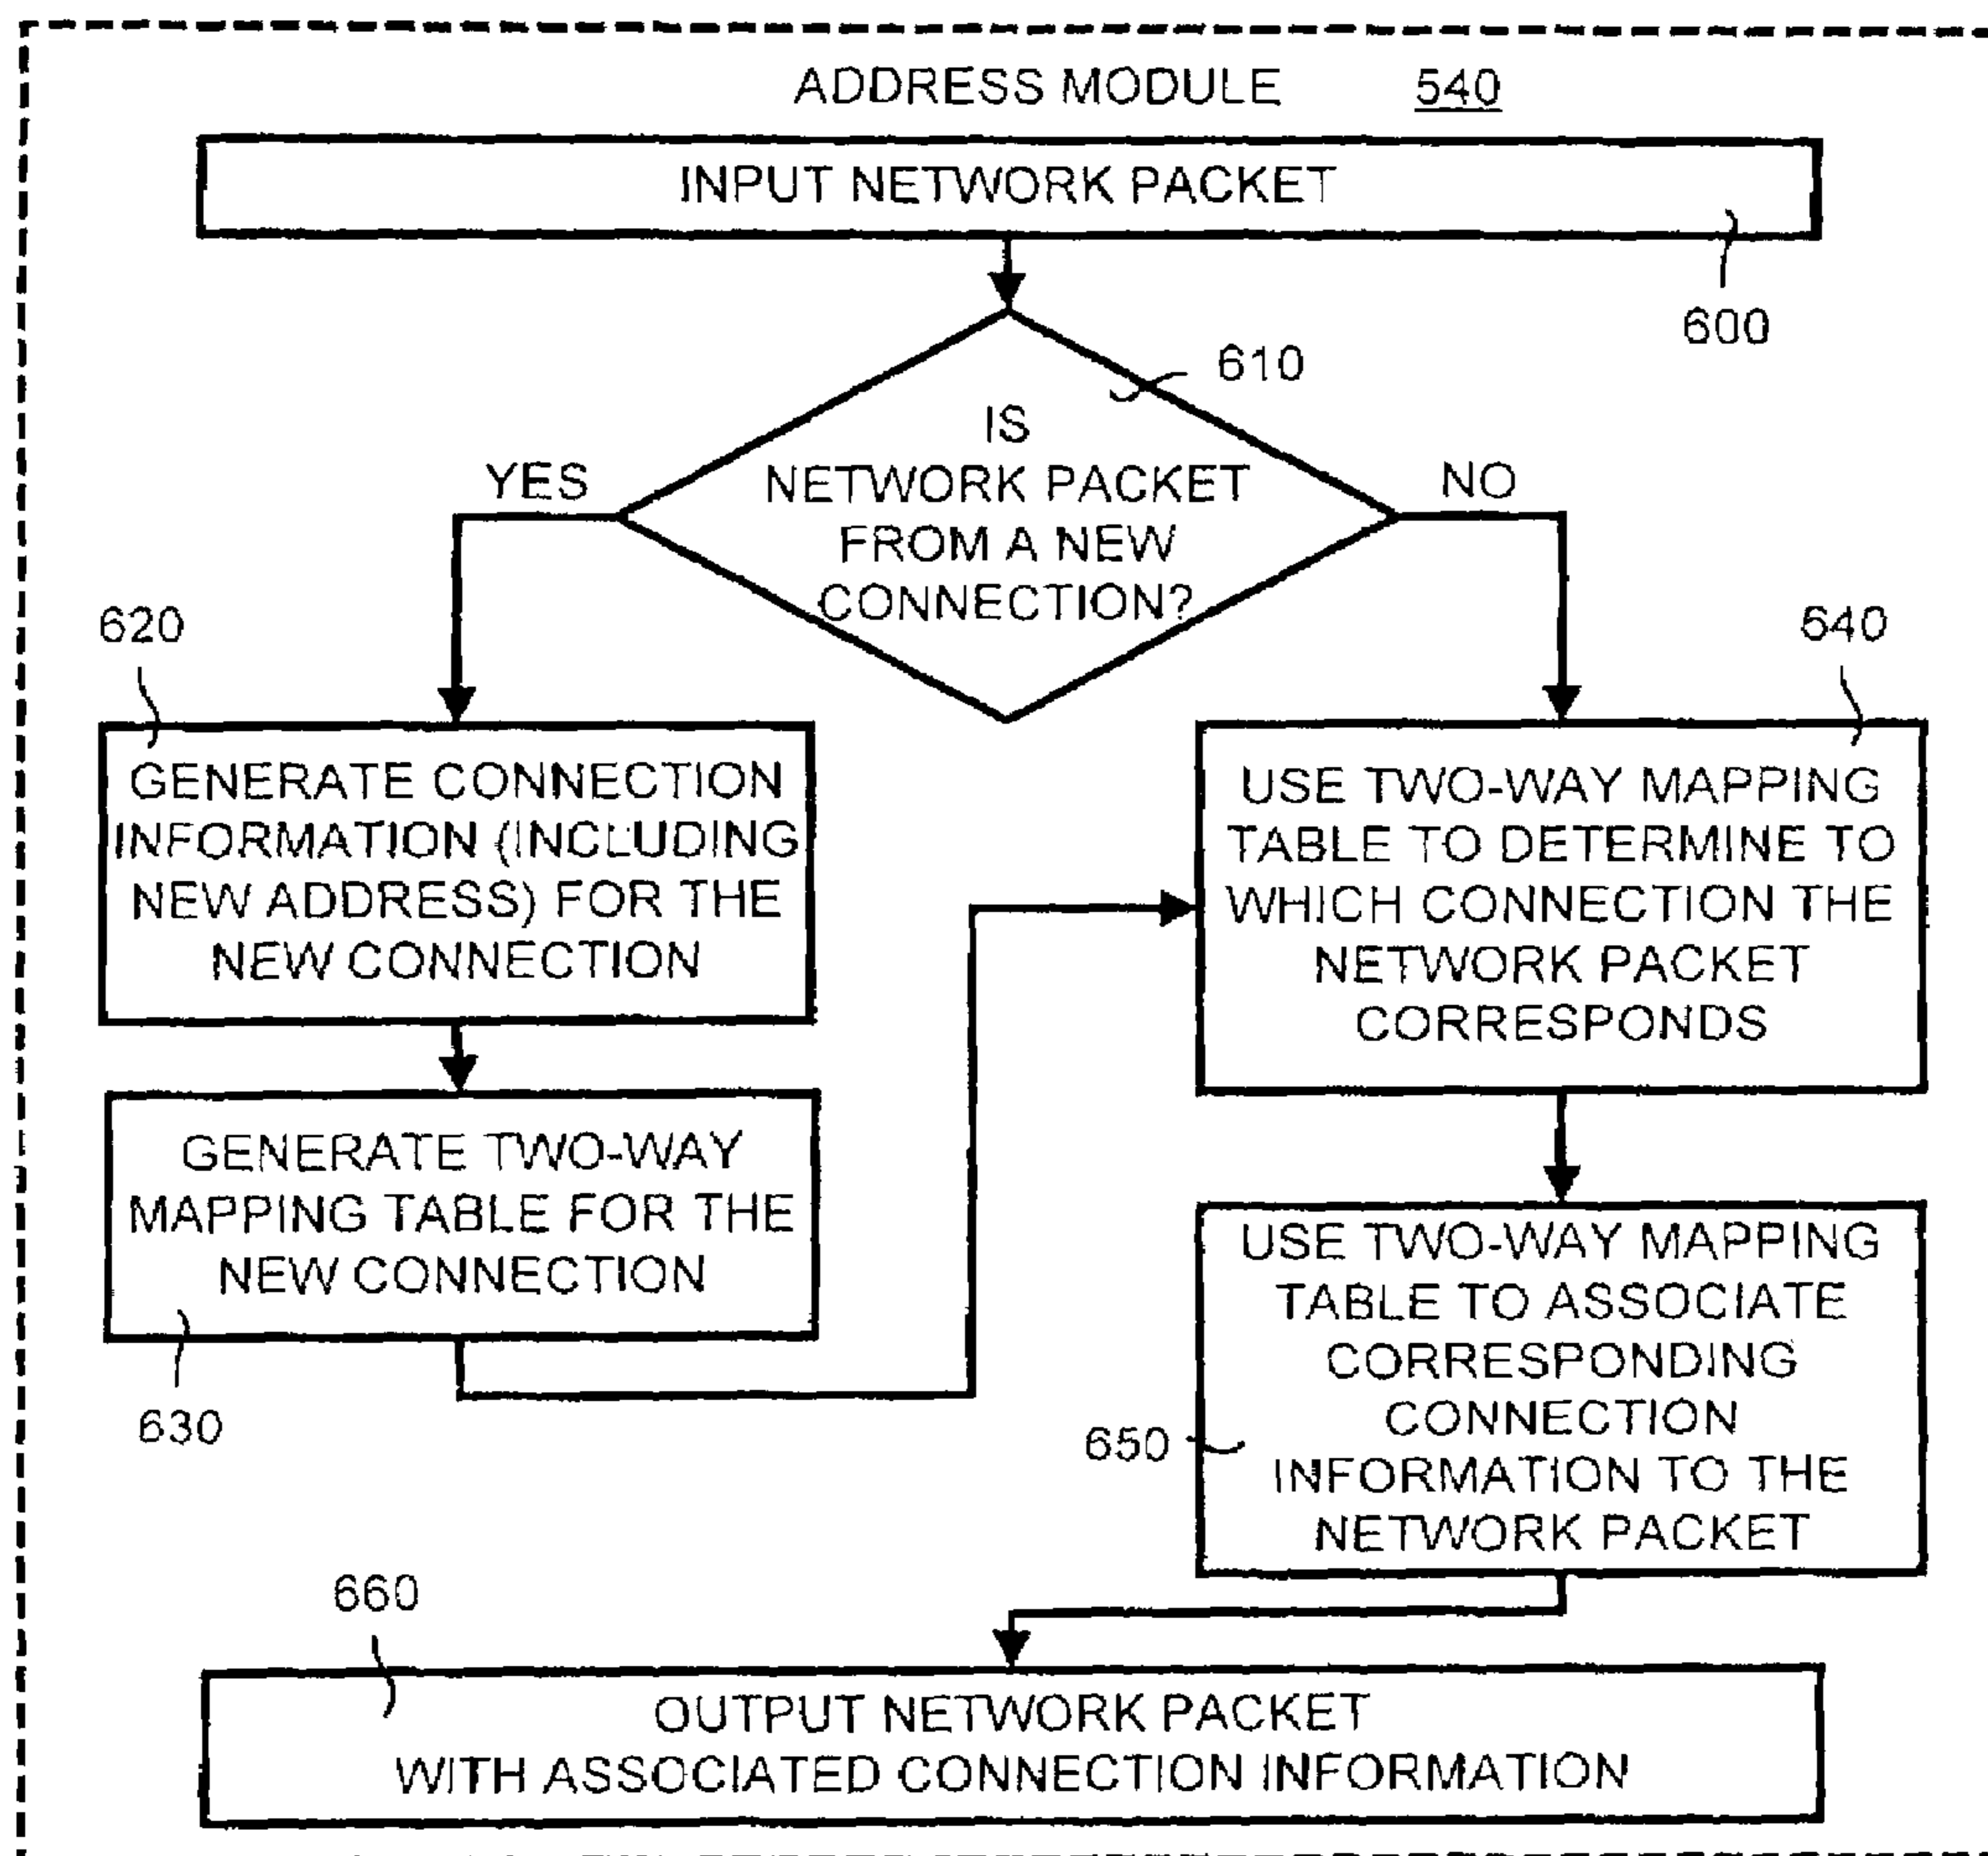 ADDRESS MODULE 540
INPUT NETWORK PACKET
600
610
IS
NETWORK PACKET
FROM A NEW
CONNECTION?
YES
NO
620
GENERATE CONNECTION
INFORMATION (INCLUDING
NEW ADDRESS) FOR THE
NEW CONNECTION
GENERATE TWO-WAY
MAPPING TABLE FOR THE
NEW CONNECTION
630
640
USE TWO-WAY MAPPING
TABLE TO DETERMINE TO
WHICH CONNECTION THE
NETWORK PACKET
CORRESPONDS
USE TWO-WAY MAPPING
TABLE TO ASSOCIATE
CORRESPONDING
CONNECTION
INFORMATION TO THE
NETWORK PACKET
650
660
OUTPUT NETWORK PACKET
WITH ASSOCIATED CONNECTION INFORMATION